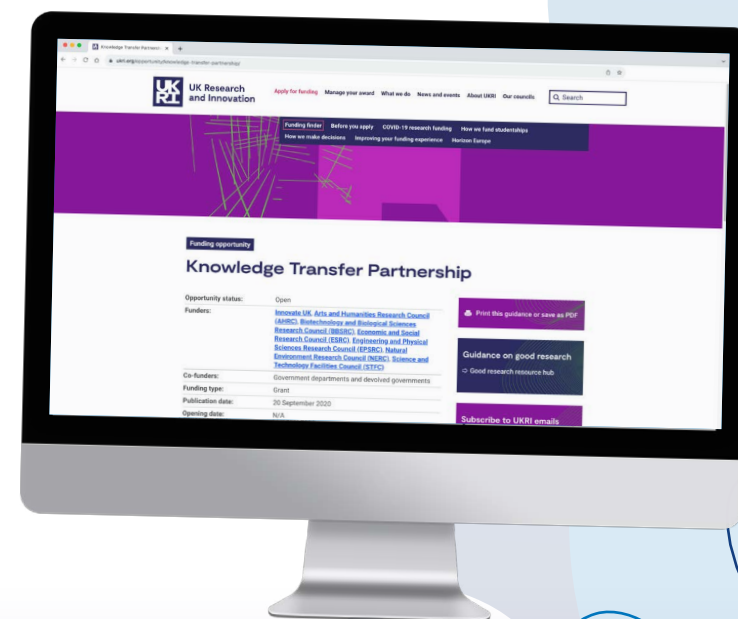 Knowledge Transfer Partnersh
ukri.org/opportunity/knowledge-transfer-partnership/
UK RI
UK Research
and Innovation
Apply for funding Manage your award What we do News and events About UKRI Our councils
Search
Funding finder Before you apply COVID-19 research funding How we fund studentships
How we make decisions Improving your funding experience Horizon Europe
Funding opportunity
Knowledge Transfer Partnership
Opportunity status: Open
Funders: Innovate UK, Arts and Humanities Research Council
(AHRC), Biotechnology and Biological Sciences
Research Council (BBSRC), Economic and Social
Research Council (ESRC), Engineering and Physical
Sciences Research Council (EPSRC), Natural
Environment Research Council (NERC), Science and
Technology Facilities Council (STFC)
Co-funders: Government departments and devolved governments
Funding type: Grant
Publication date: 20 September 2020
Opening date: N/A
Print this guidance or save as PDF
Guidance on good research
Good research resource hub
Subscribe to UKRI emails